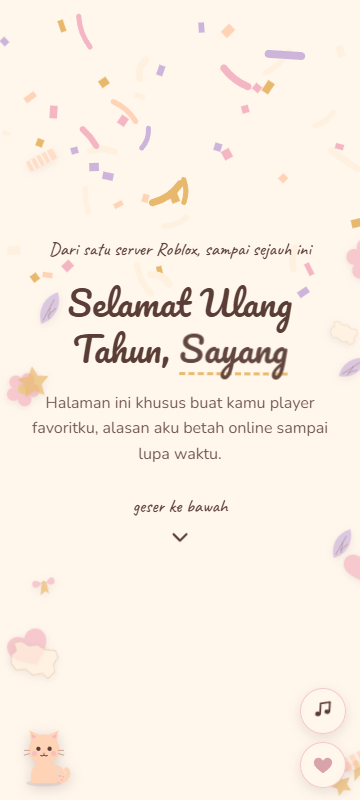 Dari satu server Roblox, sampai sejauh ini
Selamat Ulang
Tahun, Sayang
Halaman ini khusus buat kamu player
favoritku, alasan aku betah online sampai
lupa waktu.
geser ke bawah